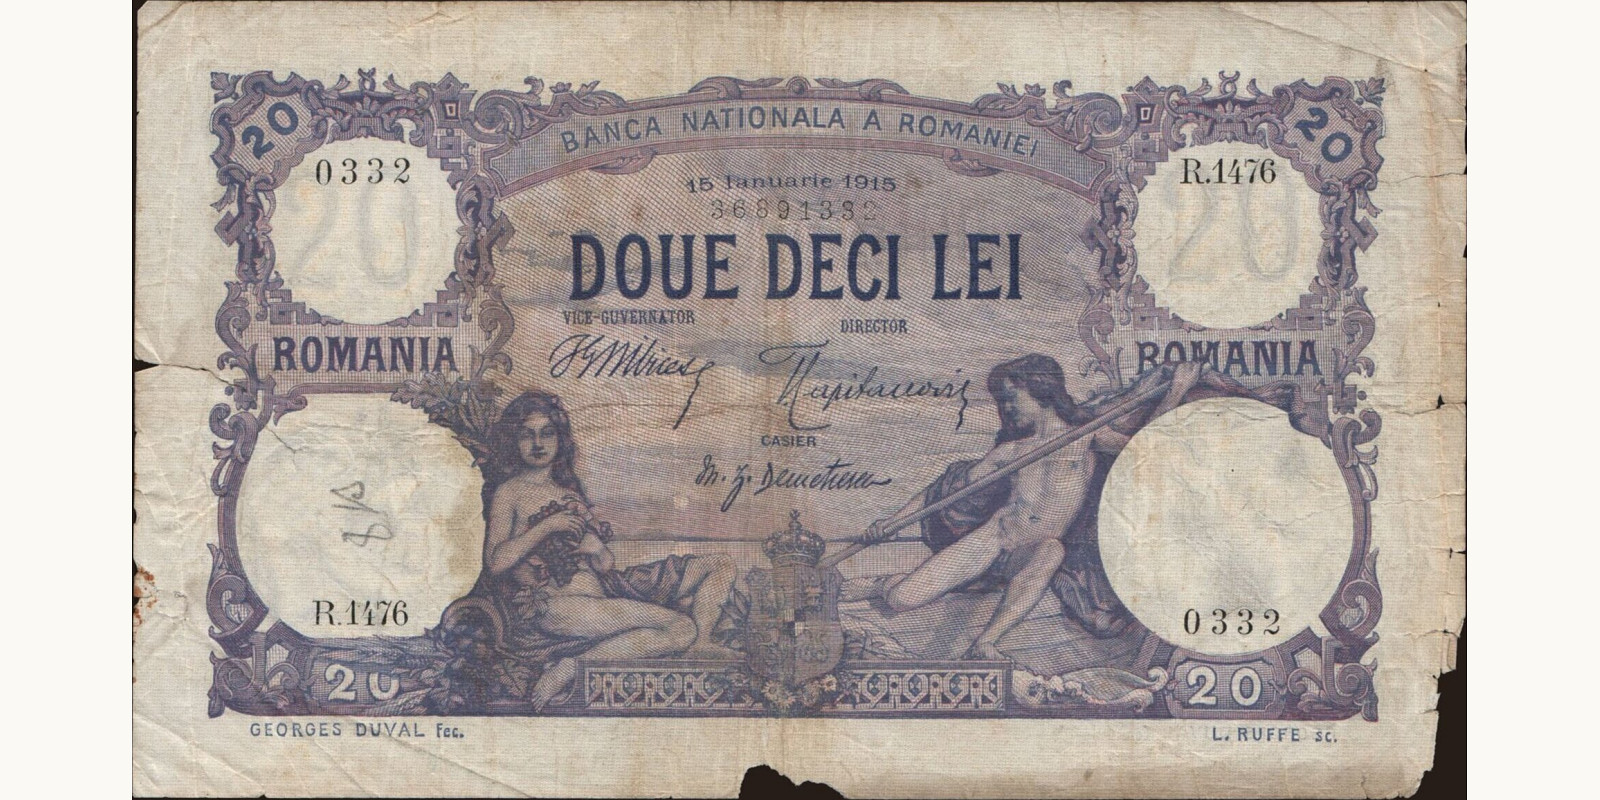 BANCA NATIONALA A ROMANIEI
20
20
0332
R.1476
15 Ianuarie 1915
36891332
DOUE DECI LEI
VICE-GUVERNATOR
DIRECTOR
ROMANIA
ROMANIA
CASIER
R.1476
0332
20
20
GEORGES DUVAL Fec.
L. RUFFE sc.